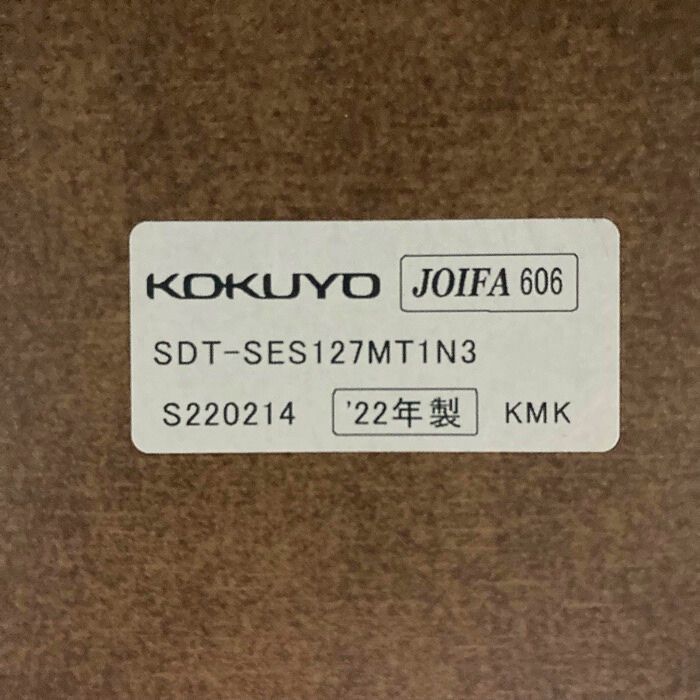 KOKUYO JOIFA 606
SDT-SES127MT1N3
S220214 '22年製 KMK